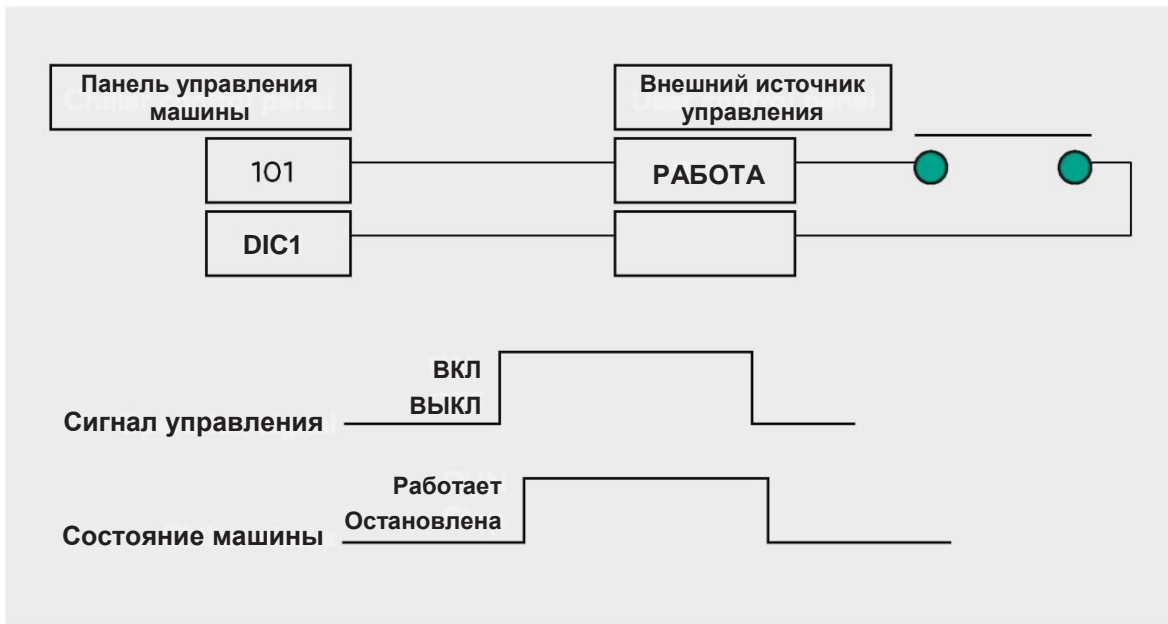 Панель управления
машины
Внешний источник
управления
101
РАБОТА
DIC1
ВКЛ
ВЫКЛ
Сигнал управления
Работает
Остановлена
Состояние машины